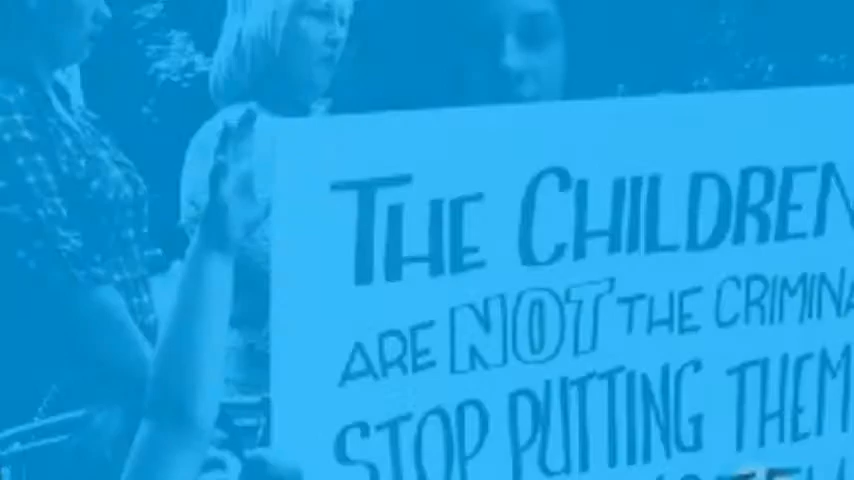 THE CHILDREN
ARE NOT THE CRIMINA
STOP PUTTING THEM